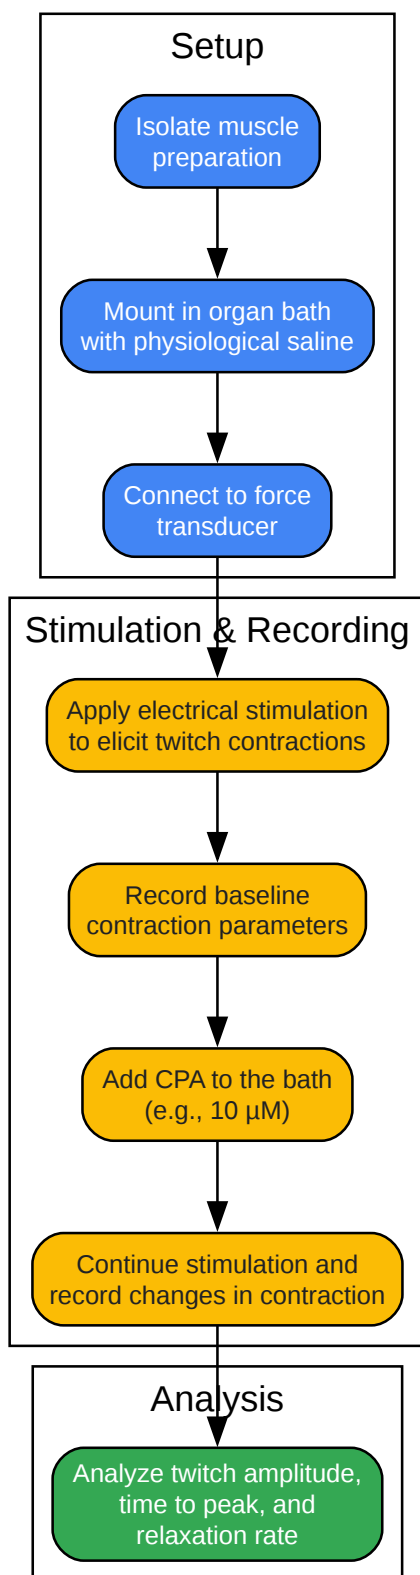 Setup
Isolate muscle
preparation
Mount in organ bath
with physiological saline
Connect to force
transducer
Stimulation & Recording
Apply electrical stimulation
to elicit twitch contractions
Record baseline
contraction parameters
Add CPA to the bath
(e.g., 10 µM)
Continue stimulation and
record changes in contraction
Analysis
Analyze twitch amplitude,
time to peak, and
relaxation rate